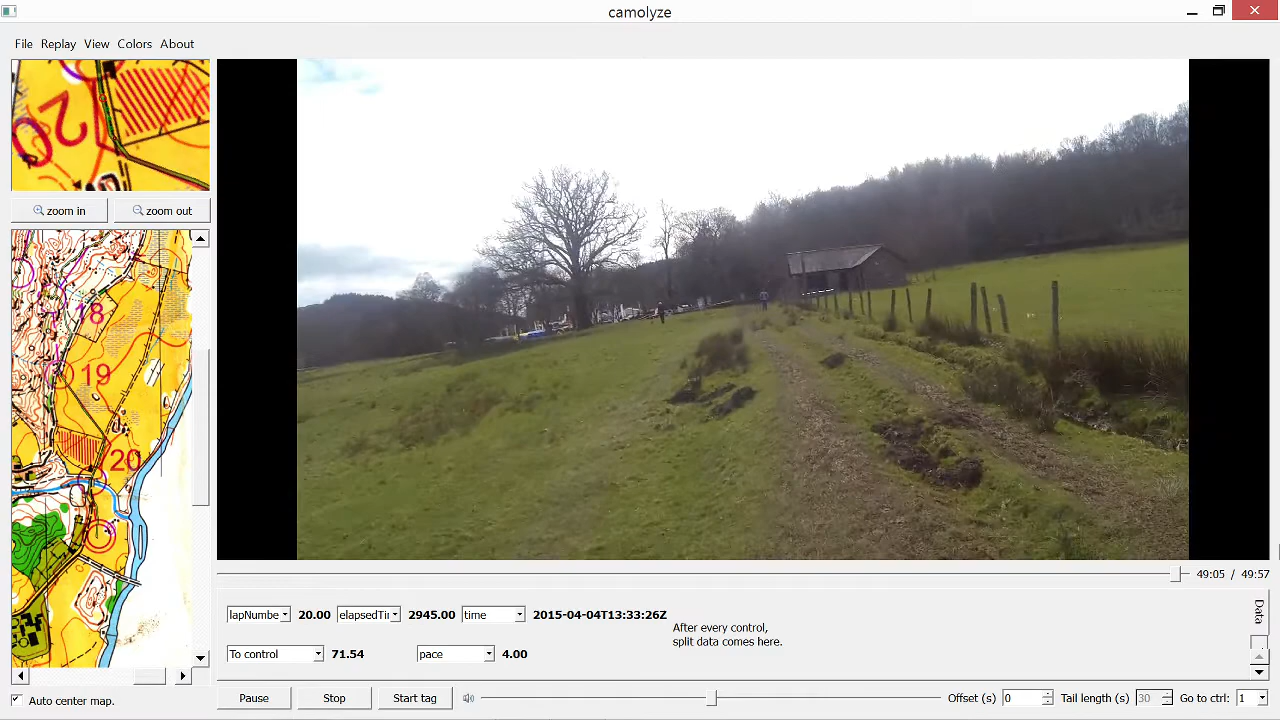 camolyze
File Replay View Colors About
20
zoom in zoom out
18
19
20
49:05 / 49:57
lapNumbe 20.00 elapsedTi 2945.00 time 2015-04-04T13:33:26Z
After every control,
split data comes here.
To control 71.54 pace 4.00
Data
Auto center map.
Pause Stop Start tag Offset (s) 0 Tail length (s) 30 Go to ctrl: 1